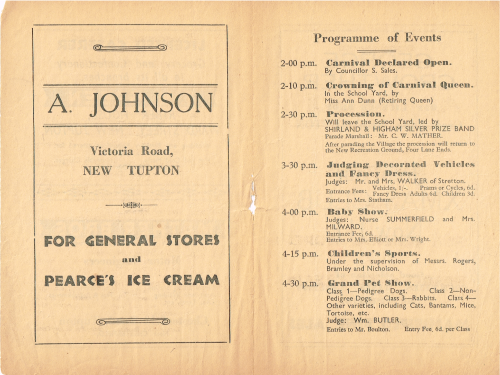 A. JOHNSON
Victoria Road,
NEW TUPTON
FOR GENERAL STORES
and
PEARCE'S ICE CREAM
Programme of Events
2-00 p.m. Carnival Declared Open.
By Councillor S. Sales.
2-10 p.m. Crowning of Carnival Queen.
In the School Yard, by
Miss Ann Dunn (Retiring Queen)
2-30 p.m. Procession.
Will leave the School Yard, led by
SHIRLAND & HIGHAM SILVER PRIZE BAND
Parade Marshall: Mr. C. W. MATHER.
After parading the Village the procession will return to
the New Recreation Ground, Four Lane Ends.
3-30 p.m. Judging Decorated Vehicles
and Fancy Dress.
Judges: Mr. and Mrs. WALKER of Stretton.
Entrance Fees: Vehicles, 1/-. Prams or Cycles, 6d.
Fancy Dress Adults 6d. Children 3d.
Entries to Mrs. Statham.
4-00 p.m. Baby Show.
Judges: Nurse SUMMERFIELD and Mrs.
MILWARD.
Entrance Fee, 6d.
Entries to Mrs. Elliott or Mrs. Wright.
4-15 p.m. Children's Sports.
Under the supervision of Messrs. Rogers,
Bramley and Nicholson.
4-30 p.m. Grand Pet Show.
Class 1—Pedigree Dogs. Class 2—Non-
Pedigree Dogs. Class 3—Rabbits. Class 4—
Other varieties, including Cats, Bantams, Mice,
Tortoise, etc.
Judge: Wm. BUTLER.
Entries to Mr. Boulton. Entry Fee, 6d. per Class